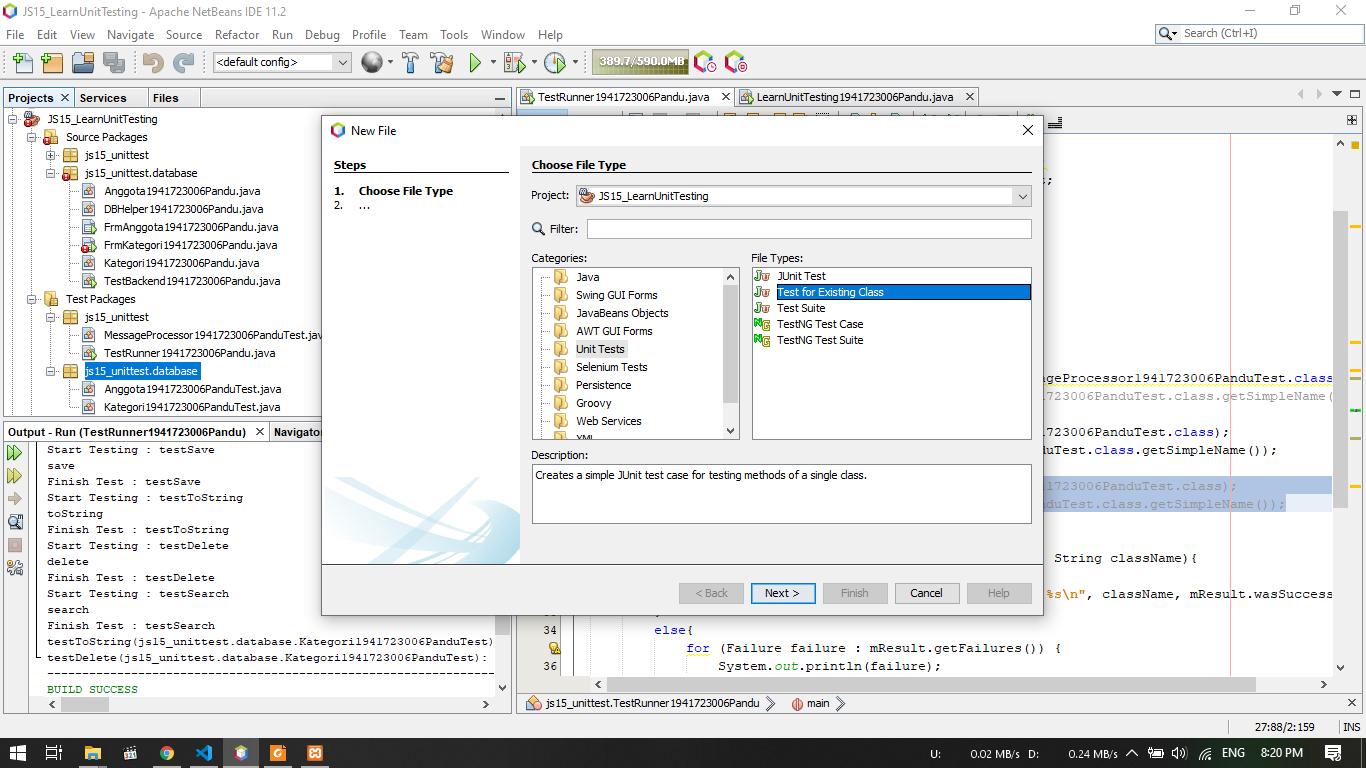 JS15_LearnUnitTesting - Apache NetBeans IDE 11.2
File Edit View Navigate Source Refactor Run Debug Profile Team Tools Window Help
Search (Ctrl+I)
<default config>
389.7/590.0MB
Projects
Services
Files
TestRunner1941723006Pandu.java
LearnUnitTesting1941723006Pandu.java
JS15_LearnUnitTesting
Source Packages
js15_unittest
js15_unittest.database
Anggota1941723006Pandu.java
DBHelper1941723006Pandu.java
FrmAnggota1941723006Pandu.java
FrmKategori1941723006Pandu.java
Kategori1941723006Pandu.java
TestBackend1941723006Pandu.java
Test Packages
js15_unittest
MessageProcessor1941723006PanduTest.jav
TestRunner1941723006Pandu.java
js15_unittest.database
Anggota1941723006PanduTest.java
Kategori1941723006PanduTest.java
New File
Steps
1. Choose File Type
2. ...
Choose File Type
Project:
JS15_LearnUnitTesting
Filter:
Categories:
Java
Swing GUI Forms
JavaBeans Objects
AWT GUI Forms
Unit Tests
Selenium Tests
Persistence
Groovy
Web Services
XML
File Types:
JUnit Test
Test for Existing Class
Test Suite
TestNG Test Case
TestNG Test Suite
Description:
Creates a simple JUnit test case for testing methods of a single class.
< Back
Next >
Finish
Cancel
Help
;
geProcessor1941723006PanduTest.class
1723006PanduTest.class.getSimpleName(
1723006PanduTest.class);
duTest.class.getSimpleName());
1723006PanduTest.class);
duTest.class.getSimpleName());
String className){
%s\n", className, mResult.wasSuccess
34 else{
for (Failure failure : mResult.getFailures()) {
36 System.out.println(failure);
Output - Run (TestRunner1941723006Pandu)
Navigator
Start Testing : testSave
save
Finish Test : testSave
Start Testing : testToString
toString
Finish Test : testToString
Start Testing : testDelete
delete
Finish Test : testDelete
Start Testing : testSearch
search
Finish Test : testSearch
testToString(js15_unittest.database.Kategori1941723006PanduTest)
testDelete(js15_unittest.database.Kategori1941723006PanduTest):
------------------------------------------------------------------------
BUILD SUCCESS
js15_unittest.TestRunner1941723006Pandu
main
27:88/2:159
INS
U: 0.02 MB/s D: 0.24 MB/s
ENG
8:20 PM